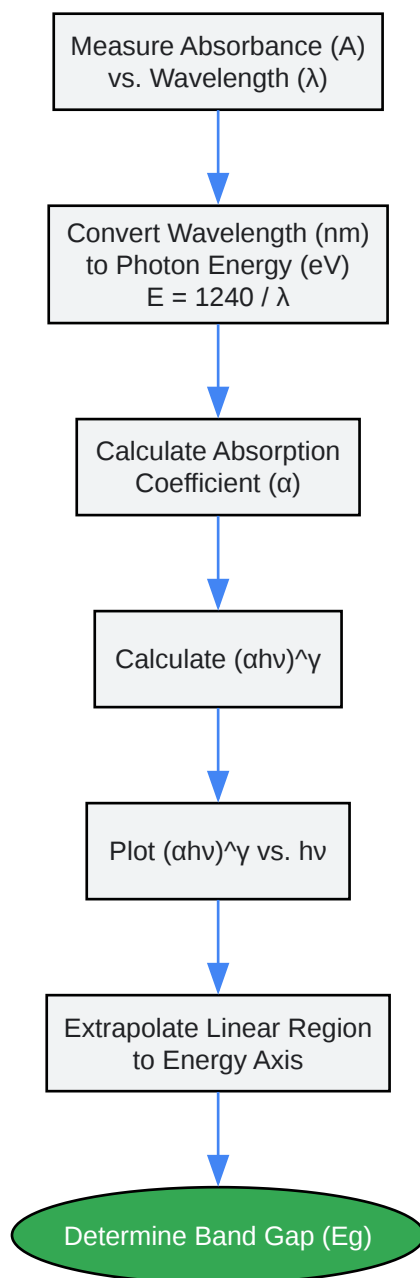 Measure Absorbance (A)
vs. Wavelength (λ)
Convert Wavelength (nm)
to Photon Energy (eV)
E = 1240 / λ
Calculate Absorption
Coefficient (α)
Calculate (αhν)^γ
Plot (αhν)^γ vs. hν
Extrapolate Linear Region
to Energy Axis
Determine Band Gap (Eg)